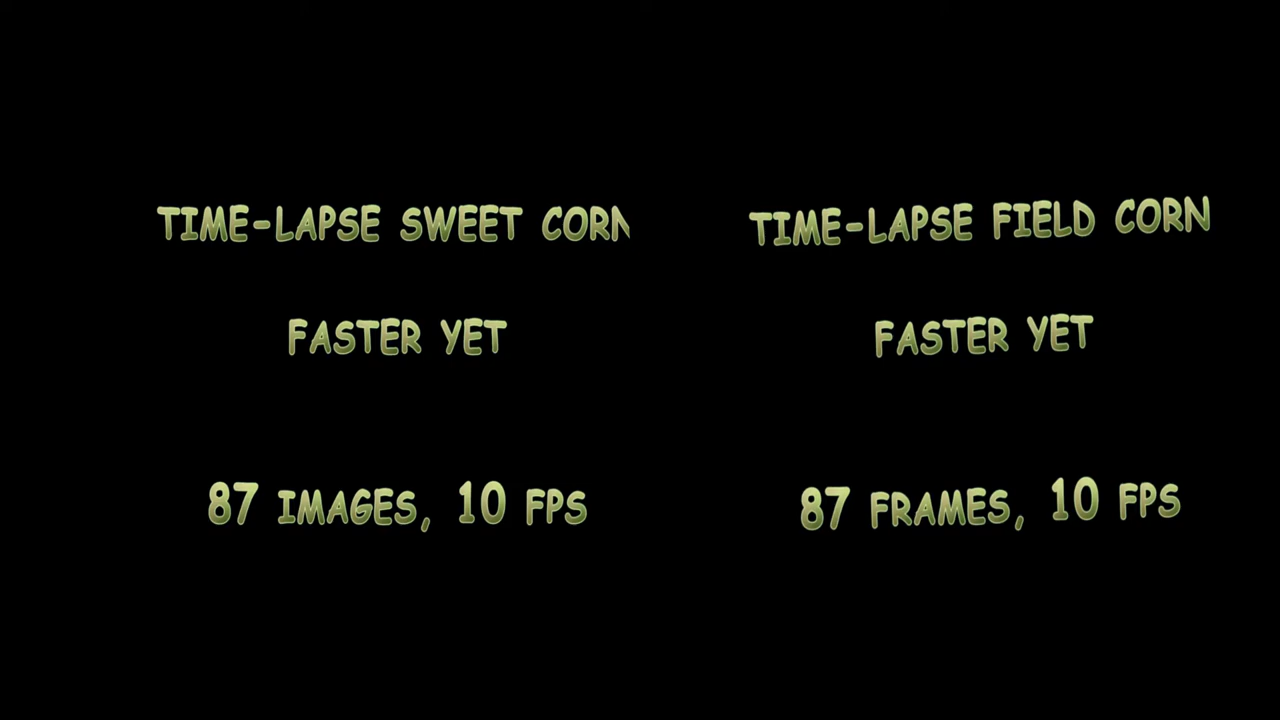 TIME-LAPSE SWEET CORN
FASTER YET
87 IMAGES, 10 FPS
TIME-LAPSE FIELD CORN
FASTER YET
87 FRAMES, 10 FPS